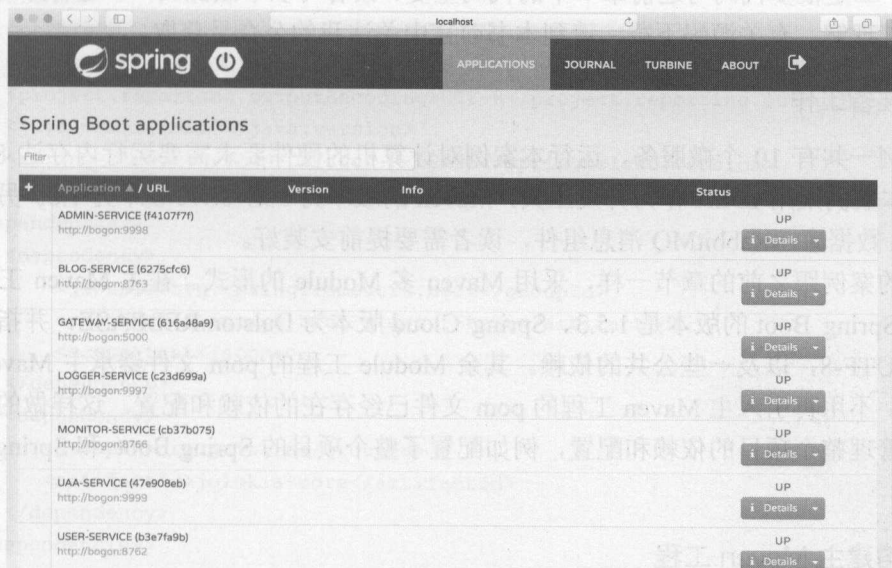 localhost
spring
APPLICATIONS JOURNAL TURBINE ABOUT
Spring Boot applications
Filter
+ Application ▲ / URL Version Info Status
ADMIN-SERVICE (f4107f7f)
http://bogon:9998
UP
i Details
BLOG-SERVICE (6275cfc6)
http://bogon:8763
UP
i Details
GATEWAY-SERVICE (616a48a9)
http://bogon:5000
UP
i Details
LOGGER-SERVICE (c23d699a)
http://bogon:9997
UP
i Details
MONITOR-SERVICE (cb37b075)
http://bogon:8766
UP
i Details
UAA-SERVICE (47e908eb)
http://bogon:9999
UP
i Details
USER-SERVICE (b3e7fa9b)
http://bogon:8762
UP
i Details